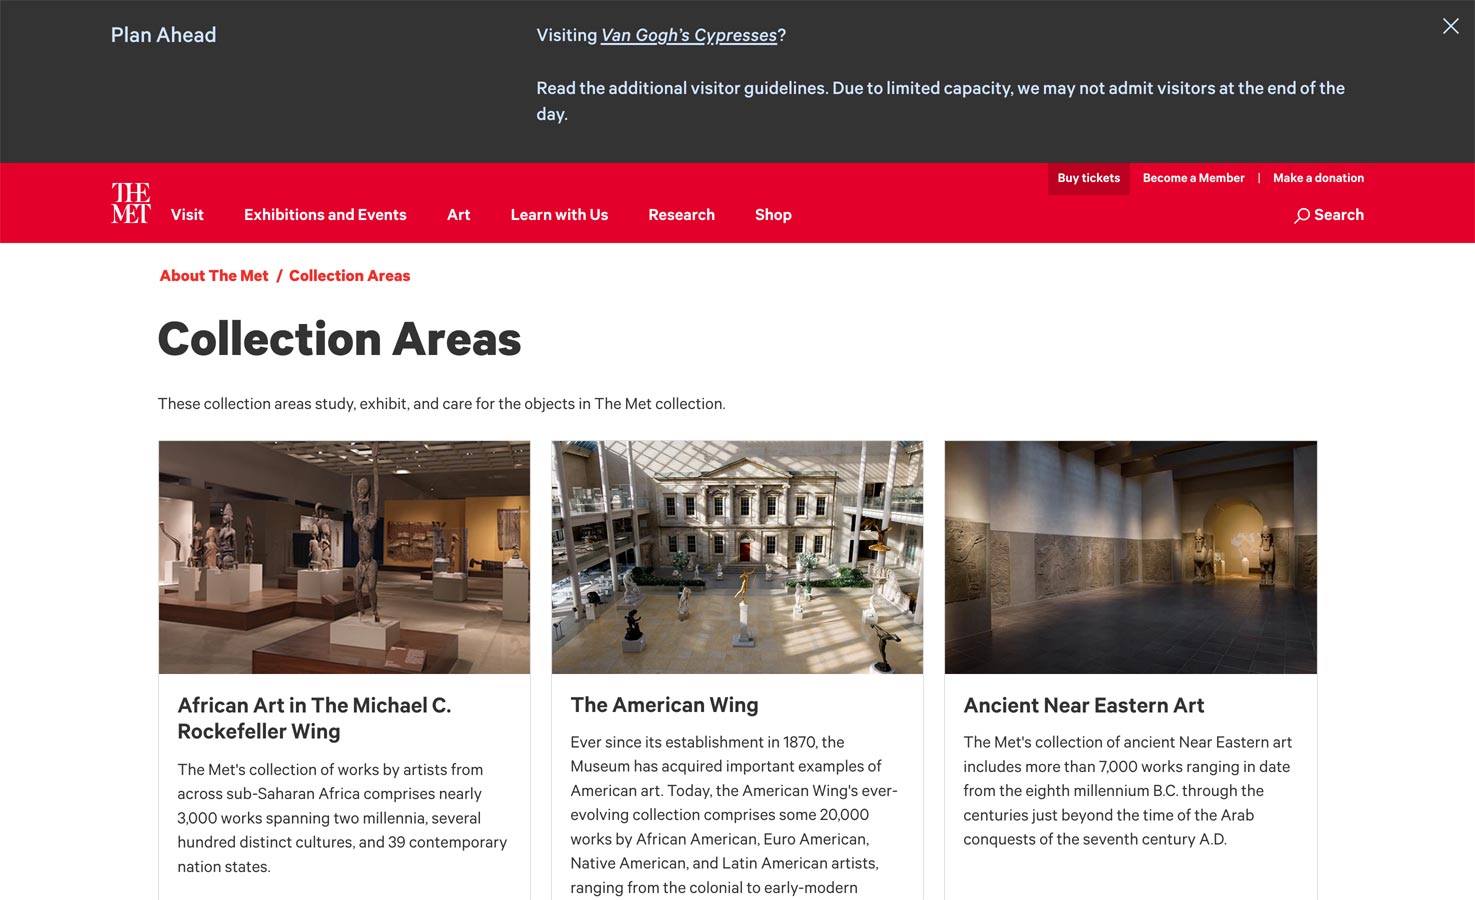 Plan Ahead
Visiting Van Gogh’s Cypresses?
Read the additional visitor guidelines. Due to limited capacity, we may not admit visitors at the end of the
day.
Buy tickets
Become a Member | Make a donation
THE
MET
Visit
Exhibitions and Events
Art
Learn with Us
Research
Shop
Search
About The Met / Collection Areas
Collection Areas
These collection areas study, exhibit, and care for the objects in The Met collection.
African Art in The Michael C.
Rockefeller Wing
The Met's collection of works by artists from
across sub-Saharan Africa comprises nearly
3,000 works spanning two millennia, several
hundred distinct cultures, and 39 contemporary
nation states.
The American Wing
Ever since its establishment in 1870, the
Museum has acquired important examples of
American art. Today, the American Wing's ever-
evolving collection comprises some 20,000
works by African American, Euro American,
Native American, and Latin American artists,
ranging from the colonial to early-modern
Ancient Near Eastern Art
The Met's collection of ancient Near Eastern art
includes more than 7,000 works ranging in date
from the eighth millennium B.C. through the
centuries just beyond the time of the Arab
conquests of the seventh century A.D.